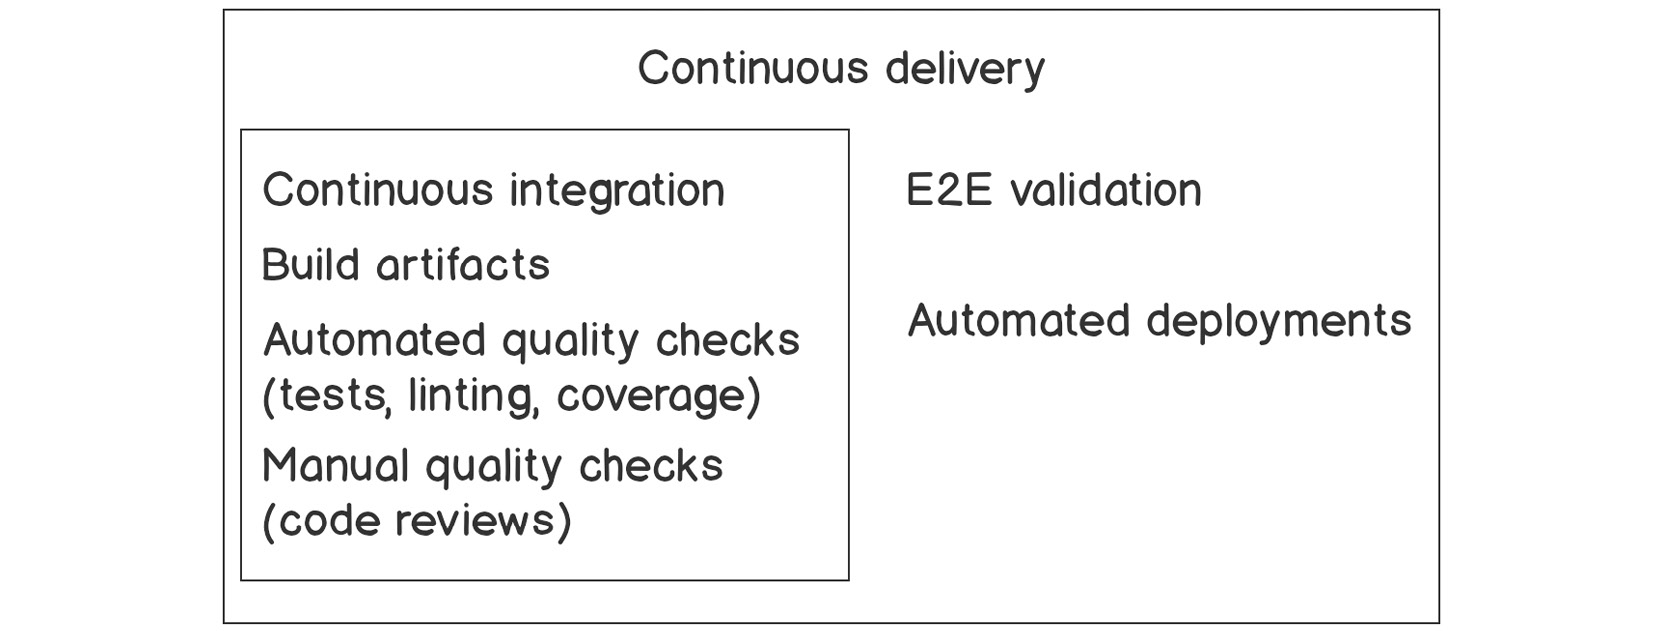 Continuous delivery
Continuous integration
Build artifacts
Automated quality checks
(tests, linting, coverage)
Manual quality checks
(code reviews)
E2E validation
Automated deployments